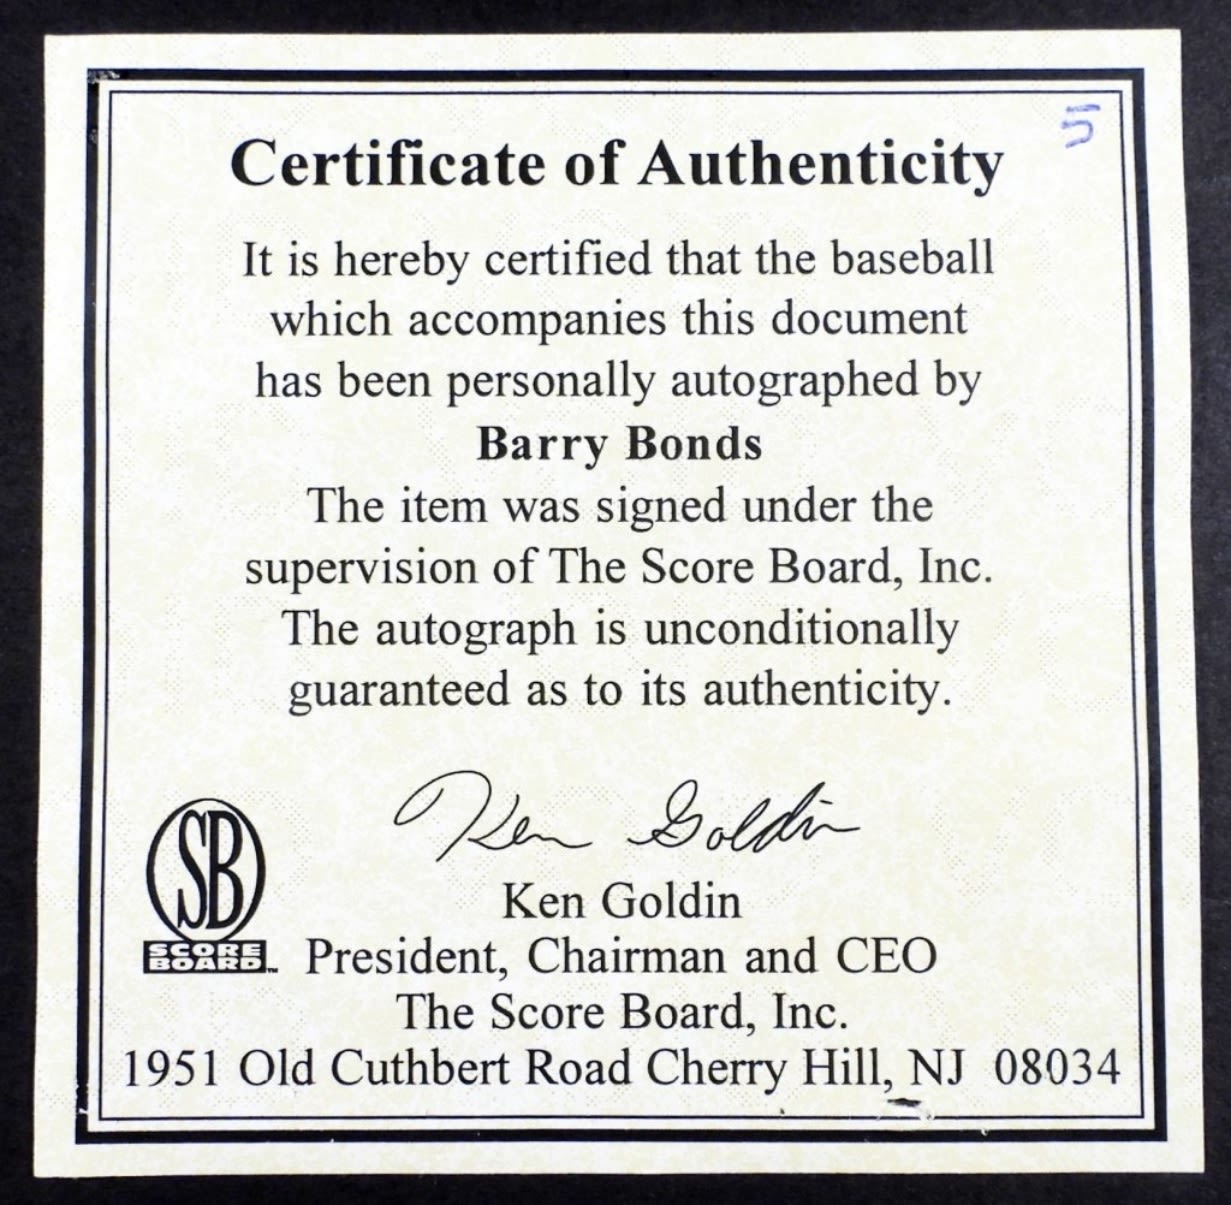 5
Certificate of Authenticity
It is hereby certified that the baseball
which accompanies this document
has been personally autographed by
Barry Bonds
The item was signed under the
supervision of The Score Board, Inc.
The autograph is unconditionally
guaranteed as to its authenticity.
Ken Goldin
Ken Goldin
President, Chairman and CEO
The Score Board, Inc.
1951 Old Cuthbert Road Cherry Hill, NJ 08034
SB
SCORE
BOARD™